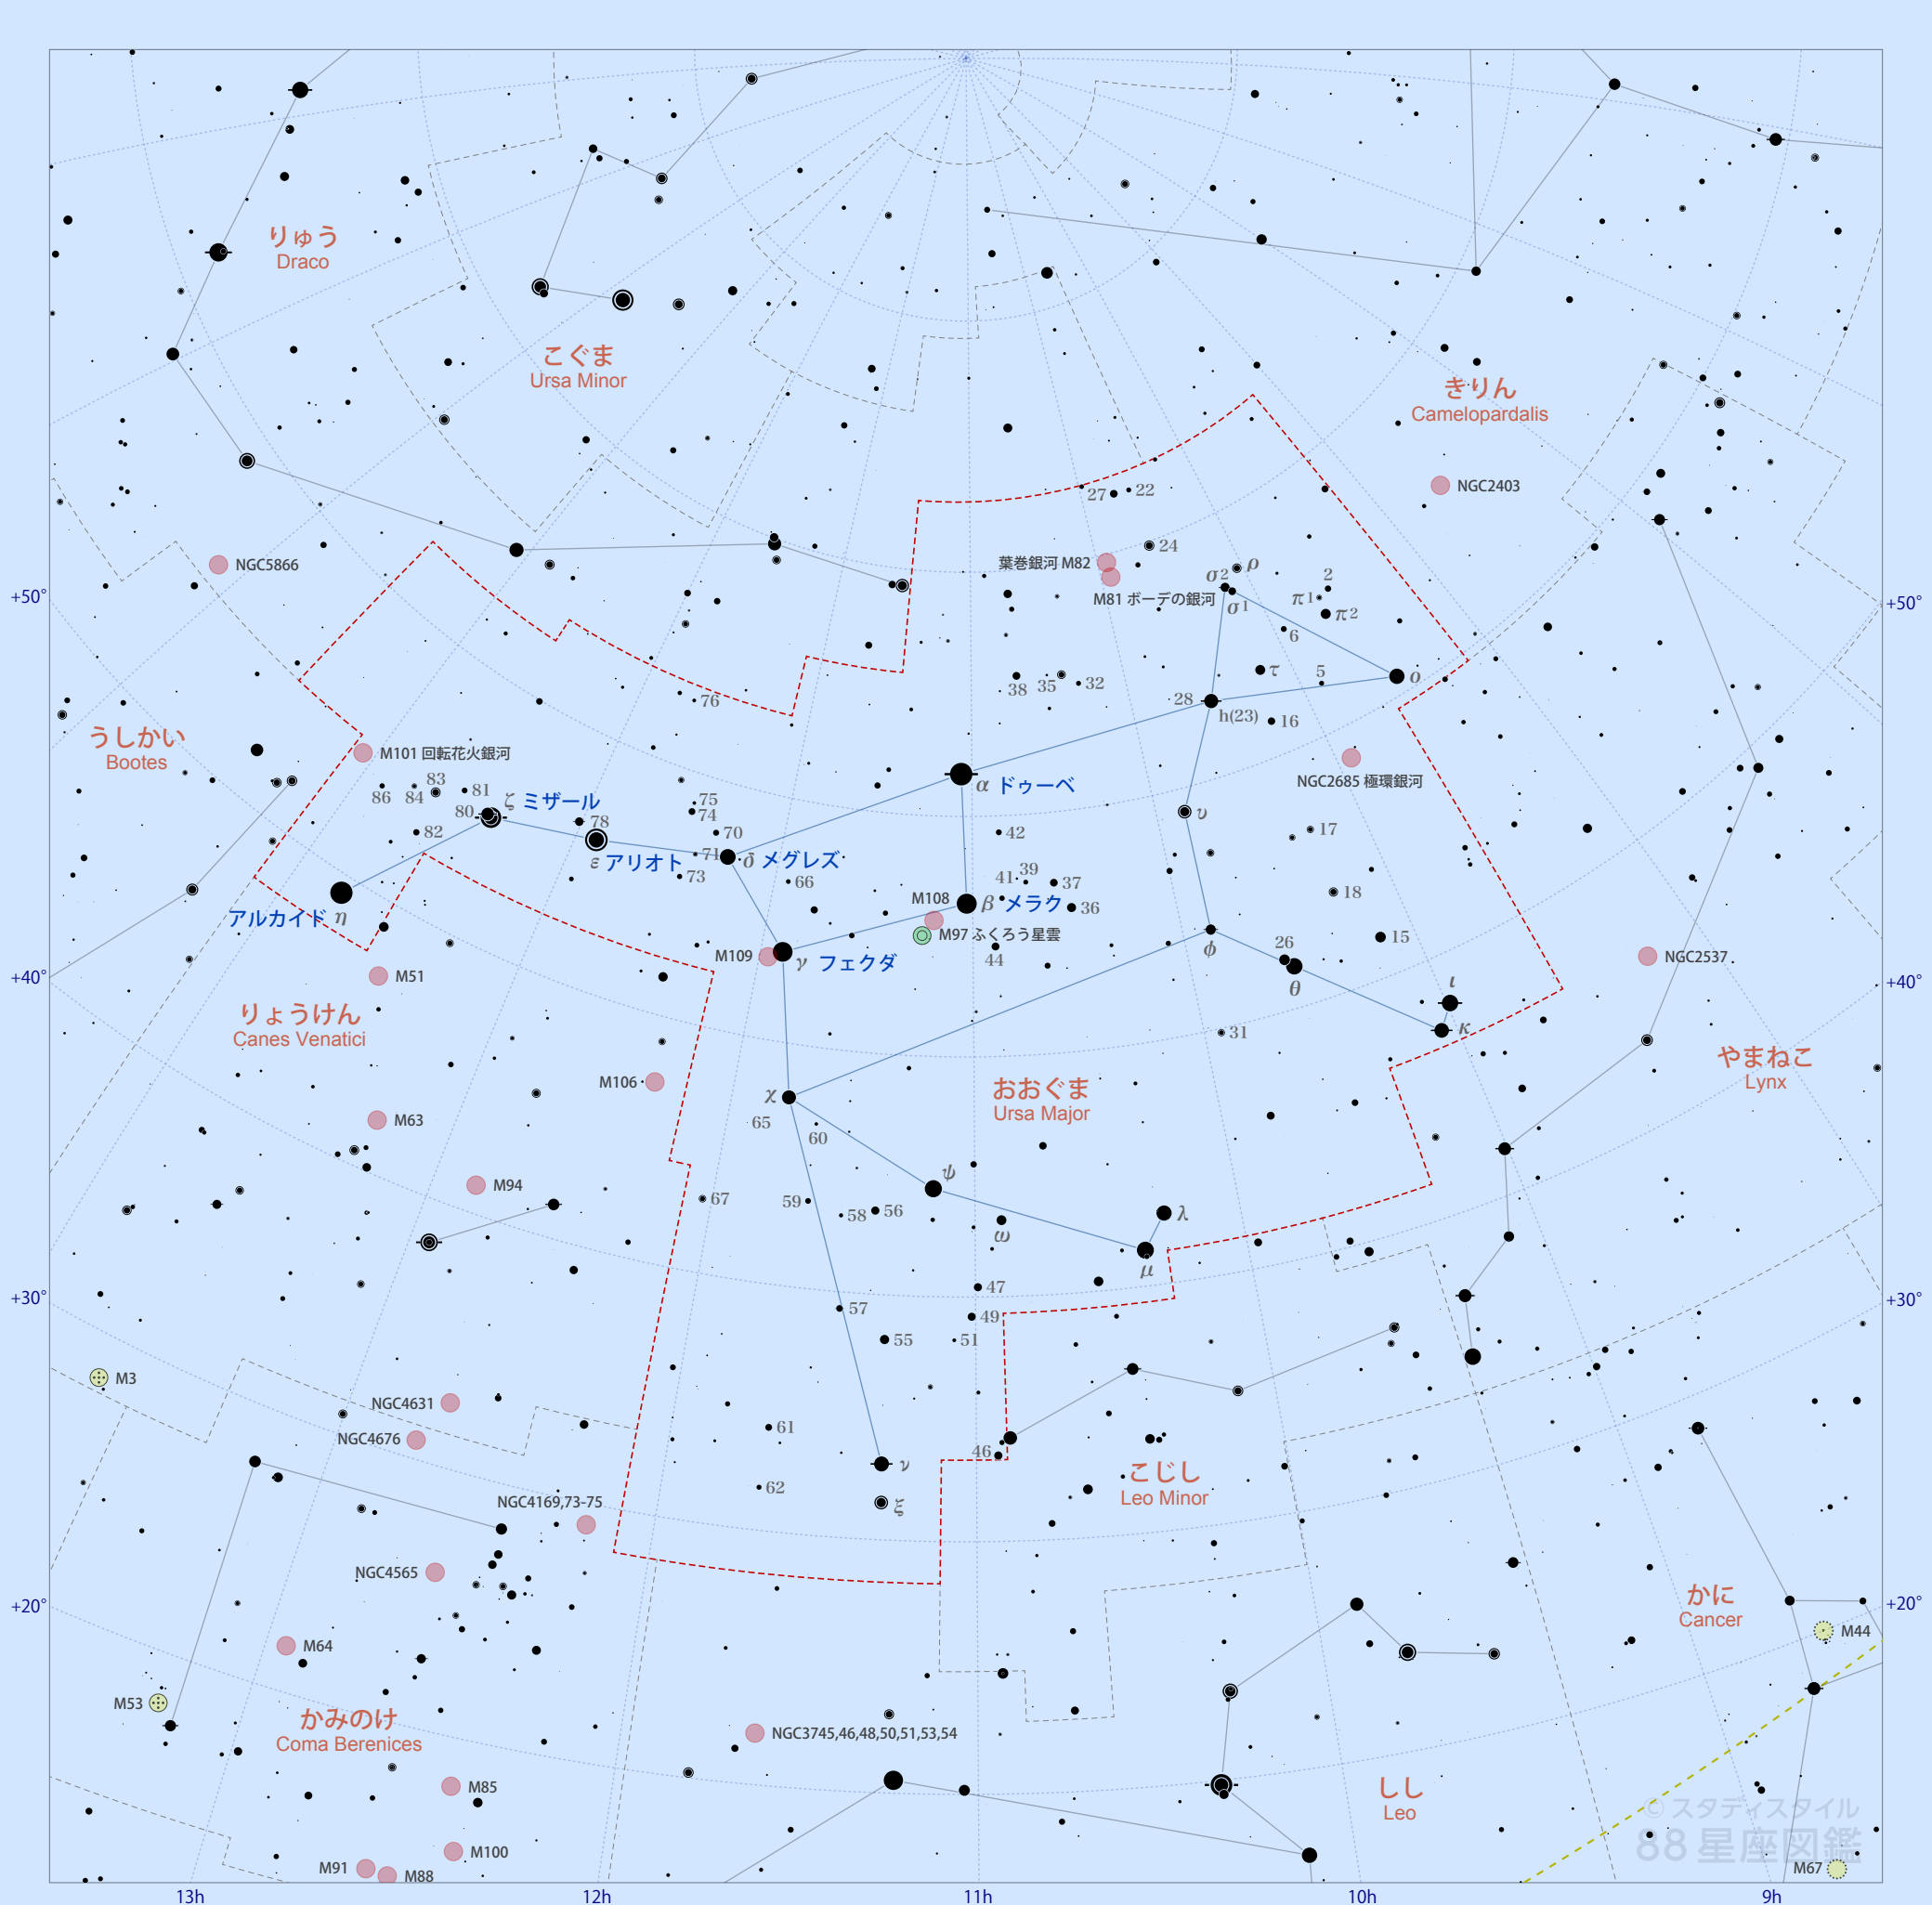 りゅう
Draco
こぐま
Ursa Minor
きりん
Camelopardalis
NGC2403
27
22
24
NGC5866
葉巻銀河 M82
M81 ボーデの銀河
σ2
ρ
σ1
2
π1
π2
6
+50°
+50°
τ
5
ο
38
35
32
28
h(23)
16
76
うしかい
Bootes
M101 回転花火銀河
NGC2685 極環銀河
α ドゥーベ
86
84
83
81
80
ζ ミザール
82
78
ε アリオト
75
74
70
71
73
δ メグレズ
66
42
υ
17
41
39
37
36
18
M108
β メラク
アルカイド η
M97 ふくろう星雲
M109
γ フェクダ
44
φ
26
θ
15
NGC2537
+40°
+40°
M51
りょうけん
Canes Venatici
ι
κ
31
やまねこ
Lynx
M106
おおぐま
Ursa Major
χ
65
60
M63
M94
67
59
58
56
ψ
ω
λ
μ
+30°
+30°
47
57
49
55
51
M3
NGC4631
NGC4676
61
46
ν
62
ξ
こじし
Leo Minor
NGC4169,73-75
NGC4565
+20°
+20°
かに
Cancer
M44
M64
M53
かみのけ
Coma Berenices
NGC3745,46,48,50,51,53,54
M85
しし
Leo
© スタディスタイル
88 星座図鑑
M100
M91
M88
M67
13h
12h
11h
10h
9h